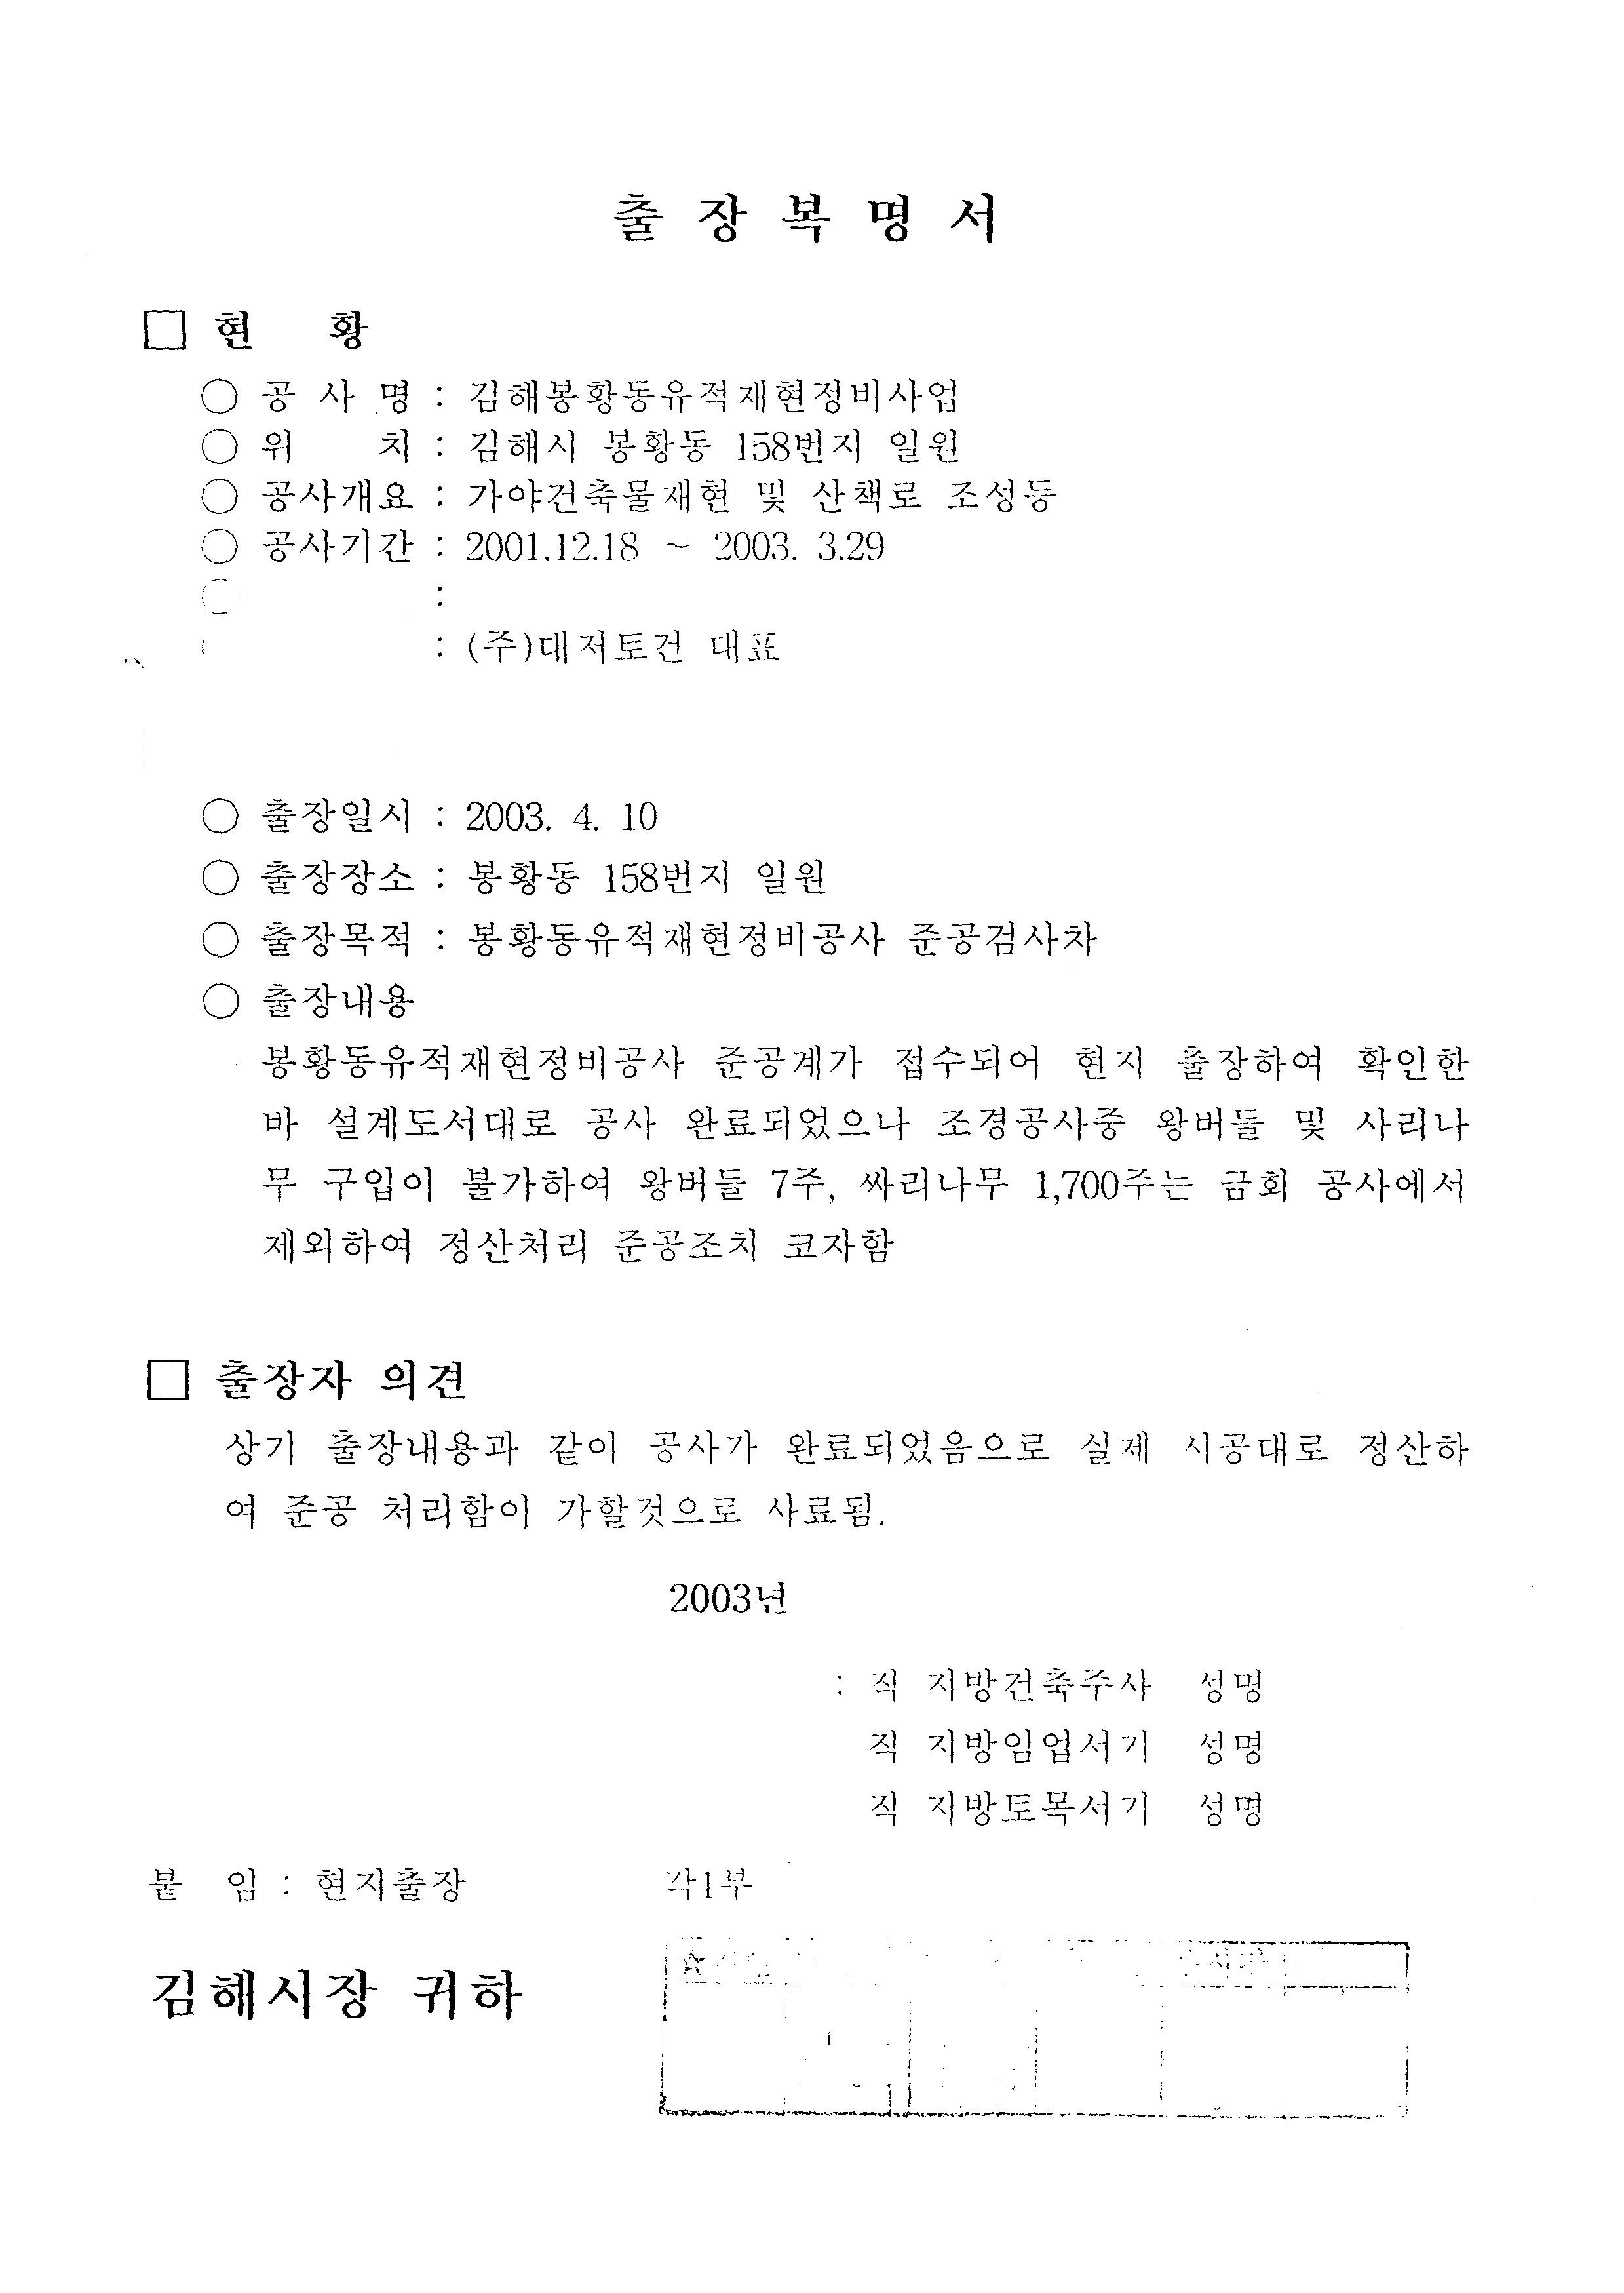 출 장 복 명 서
□ 현 황
○ 공 사 명 : 김해봉황동유적재현정비사업
○ 위 치 : 김해시 봉황동 158번지 일원
○ 공사개요 : 가야건축물재현 및 산책로 조성등
○ 공사기간 : 2001.12.18 ~ 2003. 3.29
:
: (주)대저토건 대표
○ 출장일시 : 2003. 4. 10
○ 출장장소 : 봉황동 158번지 일원
○ 출장목적 : 봉황동유적재현정비공사 준공검사차
○ 출장내용
봉황동유적재현정비공사 준공계가 접수되어 현지 출장하여 확인한
바 설계도서대로 공사 완료되었으나 조경공사중 왕버들 및 사리나
무 구입이 불가하여 왕버들 7주, 싸리나무 1,700주는 금회 공사에서
제외하여 정산처리 준공조치 코자함
□ 출장자 의견
상기 출장내용과 같이 공사가 완료되었음으로 실제 시공대로 정산하
여 준공 처리함이 가할것으로 사료됨.
2003년
: 직 지방건축주사 성명
직 지방임업서기 성명
직 지방토목서기 성명
붙 임 : 현지출장 각1부
김해시장 귀하